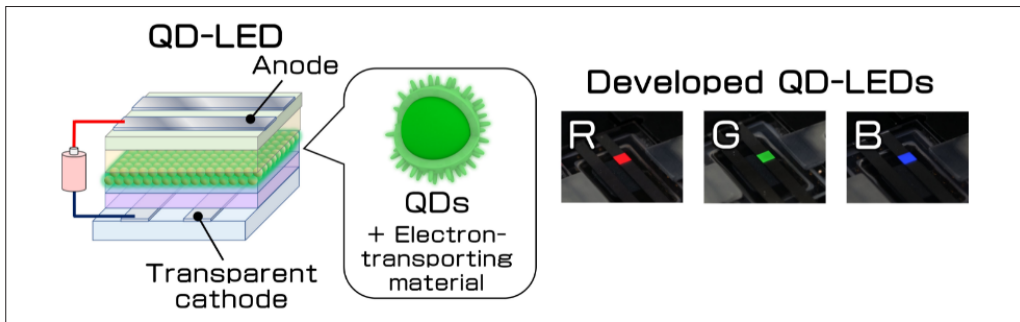 QD-LED
Anode
Transparent
cathode
QDs
+ Electron-
transporting
material
Developed QD-LEDs
R
G
B